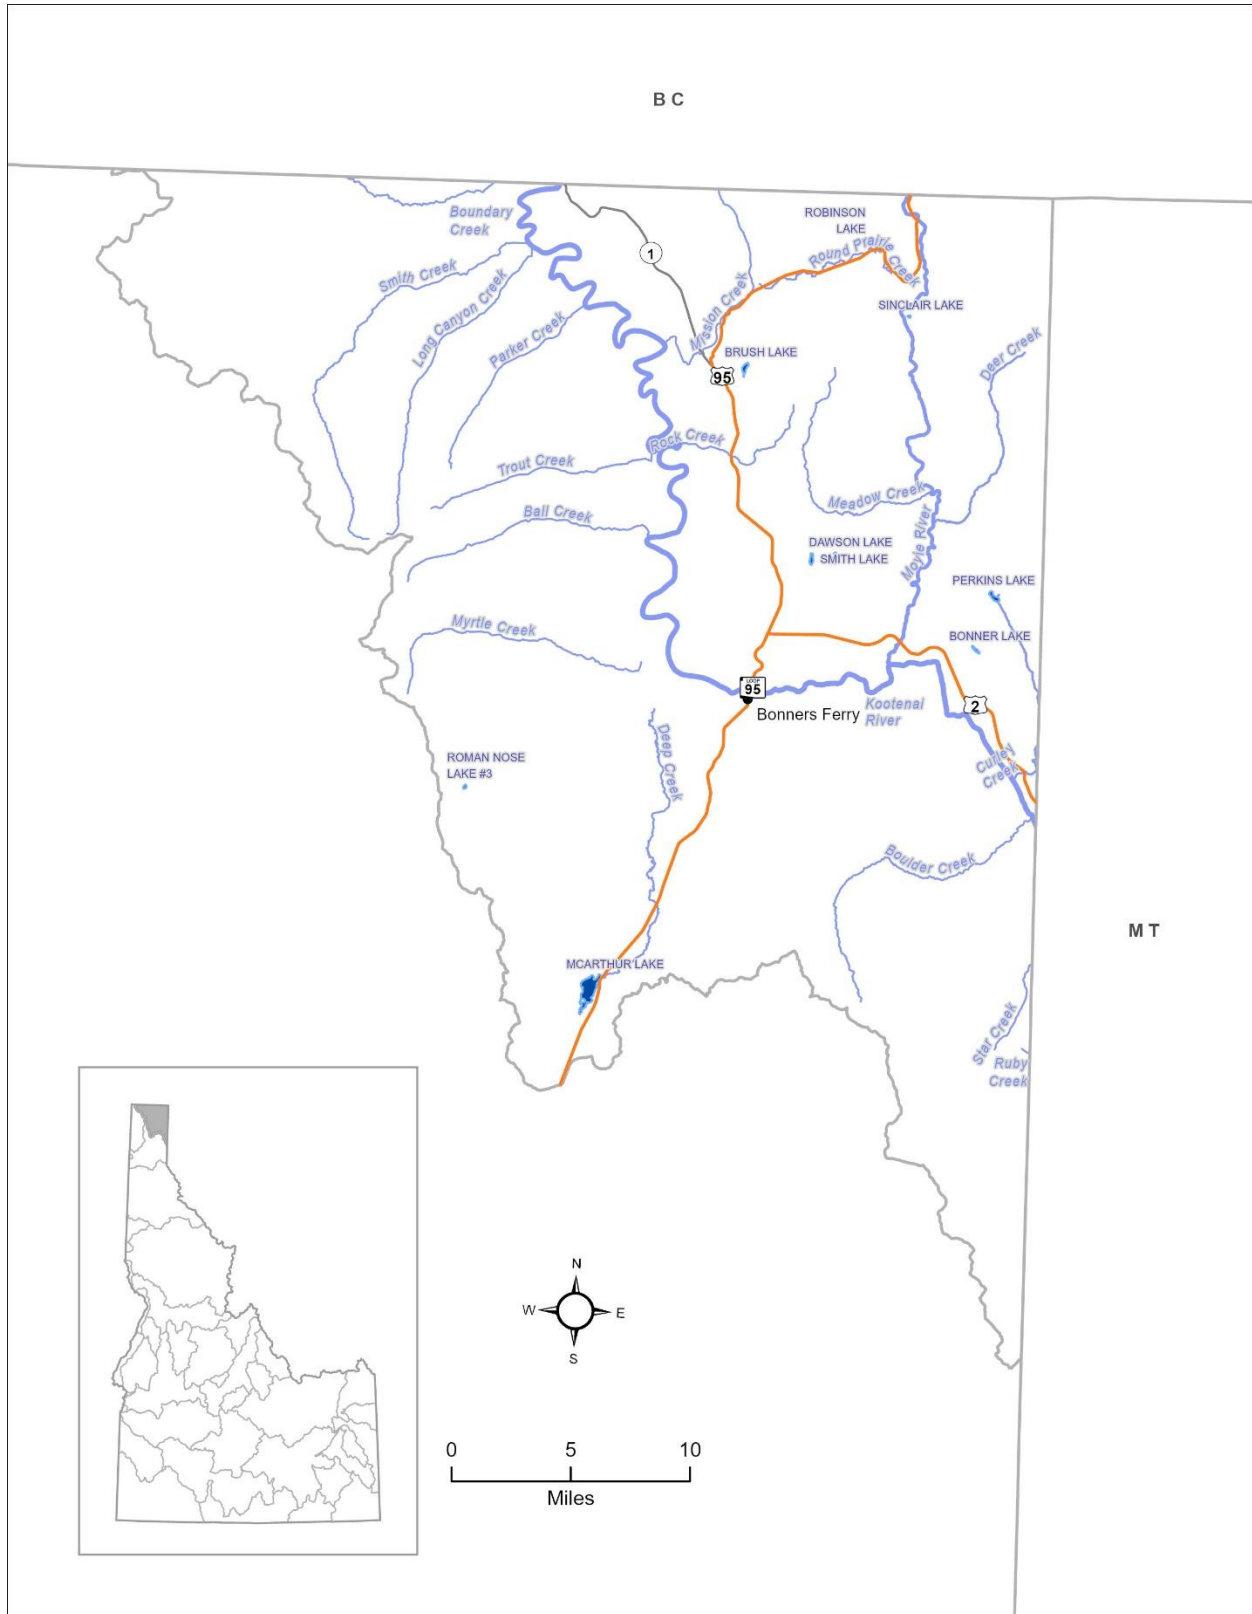 B C
Boundary
Creek
ROBINSON
LAKE
1
Round Prairie
Creek
Smith Creek
Long Canyon Creek
Parker Creek
Mission Creek
SINCLAIR LAKE
BRUSH LAKE
Deer Creek
95
Rock Creek
Trout Creek
Meadow Creek
Ball Creek
Moyie River
DAWSON LAKE
SMITH LAKE
PERKINS LAKE
Myrtle Creek
BONNER LAKE
LOOP
95
Kootenai
River
2
Bonners Ferry
Deep Creek
Curley
Creek
ROMAN NOSE
LAKE #3
Boulder Creek
M T
MCARTHUR LAKE
Star Creek
Ruby
Creek
N
W
E
S
0 5 10
Miles